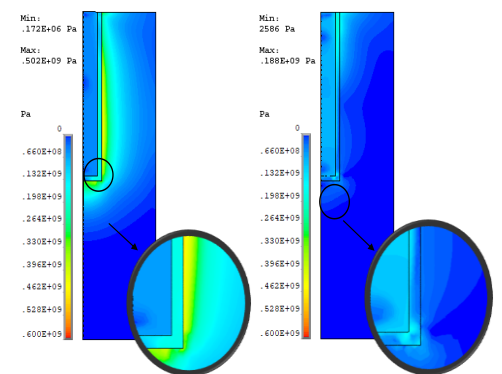 Min:
.172E+06 Pa
Max:
.502E+09 Pa
Pa
0
.660E+08
.132E+09
.198E+09
.264E+09
.330E+09
.396E+09
.462E+09
.528E+09
.600E+09
Min:
2586 Pa
Max:
.188E+09 Pa
Pa
0
.660E+08
.132E+09
.198E+09
.264E+09
.330E+09
.396E+09
.462E+09
.528E+09
.600E+09